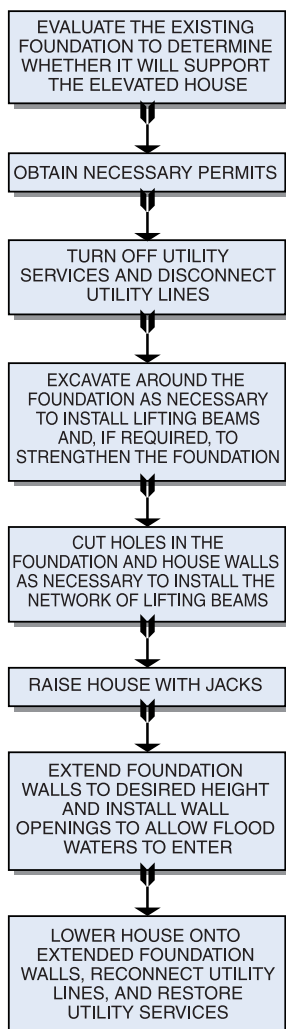 EVALUATE THE EXISTING
FOUNDATION TO DETERMINE
WHETHER IT WILL SUPPORT
THE ELEVATED HOUSE
OBTAIN NECESSARY PERMITS
TURN OFF UTILITY
SERVICES AND DISCONNECT
UTILITY LINES
EXCAVATE AROUND THE
FOUNDATION AS NECESSARY
TO INSTALL LIFTING BEAMS
AND, IF REQUIRED, TO
STRENGTHEN THE FOUNDATION
CUT HOLES IN THE
FOUNDATION AND HOUSE WALLS
AS NECESSARY TO INSTALL THE
NETWORK OF LIFTING BEAMS
RAISE HOUSE WITH JACKS
EXTEND FOUNDATION
WALLS TO DESIRED HEIGHT
AND INSTALL WALL
OPENINGS TO ALLOW FLOOD
WATERS TO ENTER
LOWER HOUSE ONTO
EXTENDED FOUNDATION
WALLS, RECONNECT UTILITY
LINES, AND RESTORE
UTILITY SERVICES